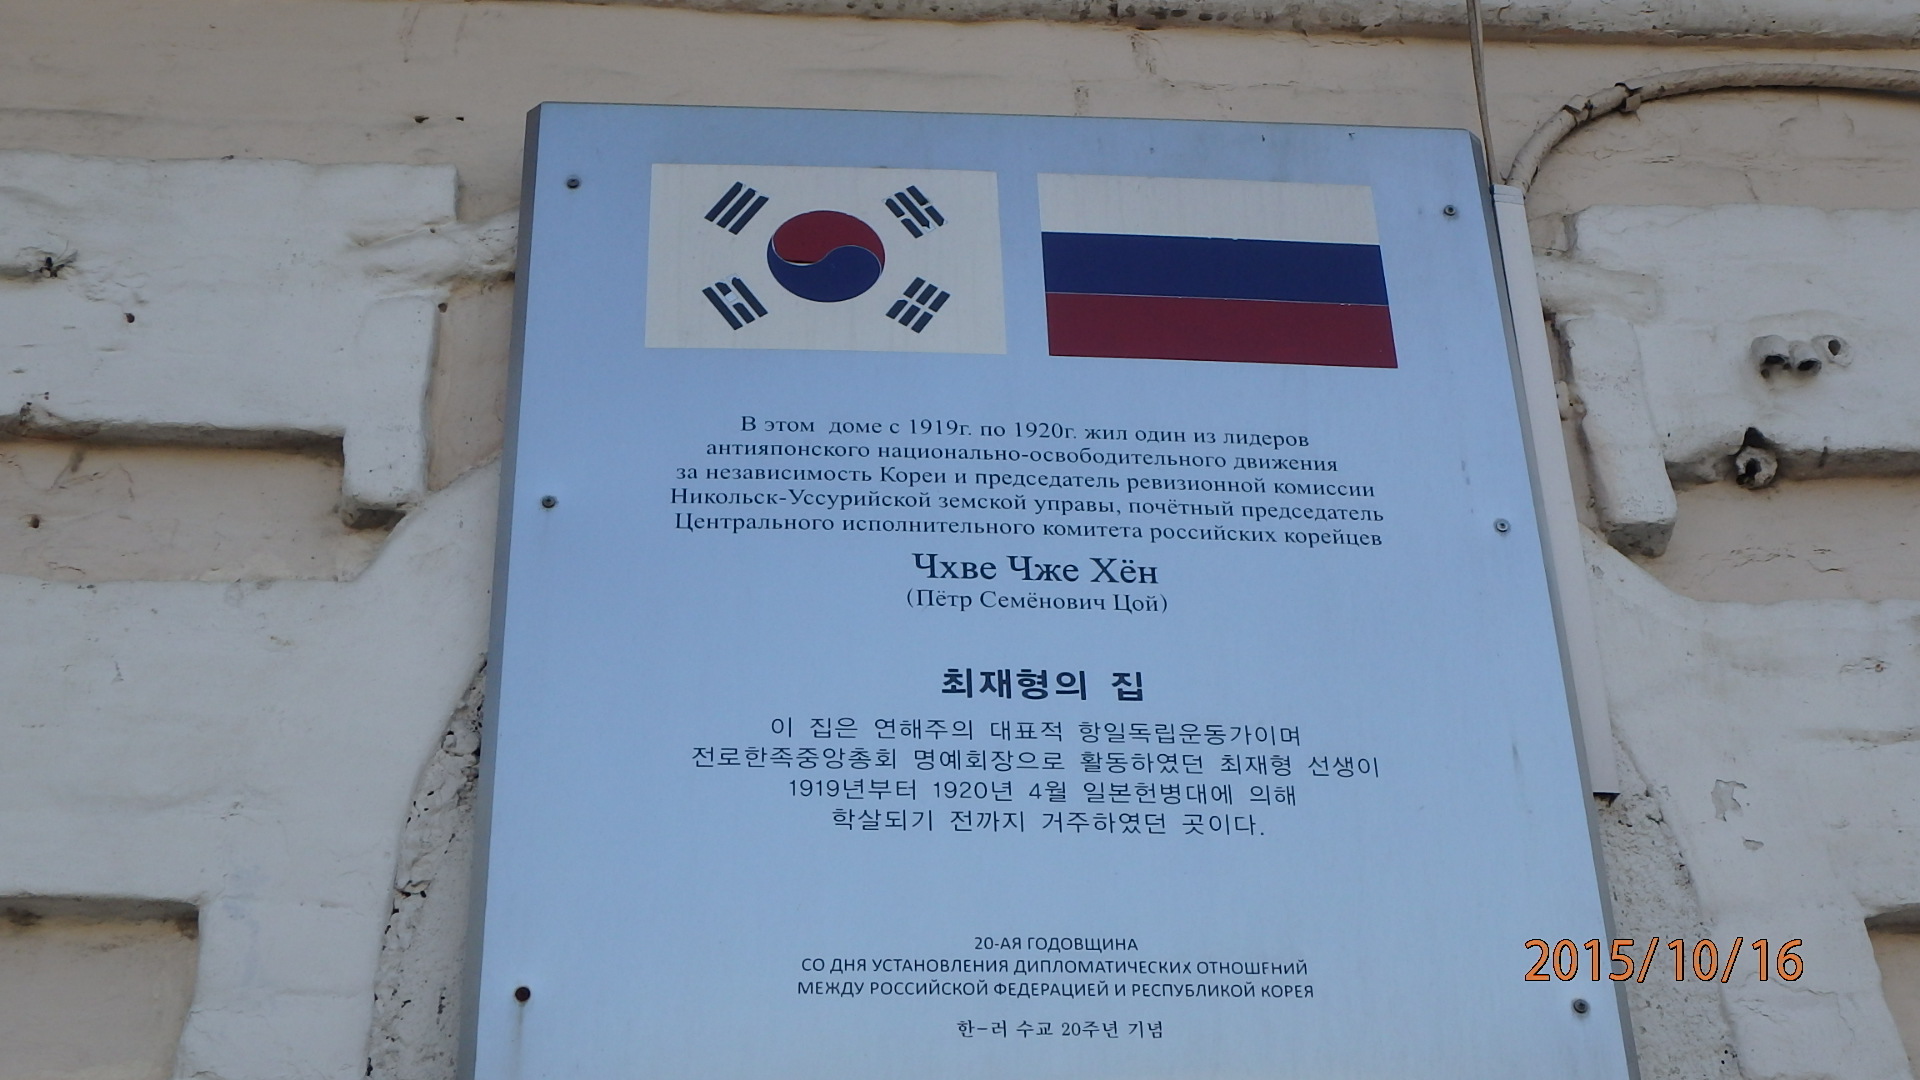 В этом доме с 1919г. по 1920г. жил один из лидеров
антияпонского национально-освободительного движения
за независимость Кореи и председатель ревизионной комиссии
Никольск-Уссурийской земской управы, почётный председатель
Центрального исполнительного комитета российских корейцев
Чхве Чже Хён
(Пётр Семёнович Цой)
최재형의 집
이 집은 연해주의 대표적 항일독립운동가이며
전로한족중앙총회 명예회장으로 활동하였던 최재형 선생이
1919년부터 1920년 4월 일본헌병대에 의해
학살되기 전까지 거주하였던 곳이다.
20-АЯ ГОДОВЩИНА
СО ДНЯ УСТАНОВЛЕНИЯ ДИПЛОМАТИЧЕСКИХ ОТНОШЕНИЙ
МЕЖДУ РОССИЙСКОЙ ФЕДЕРАЦИЕЙ И РЕСПУБЛИКОЙ КОРЕЯ
한-러 수교 20주년 기념
2015/10/16